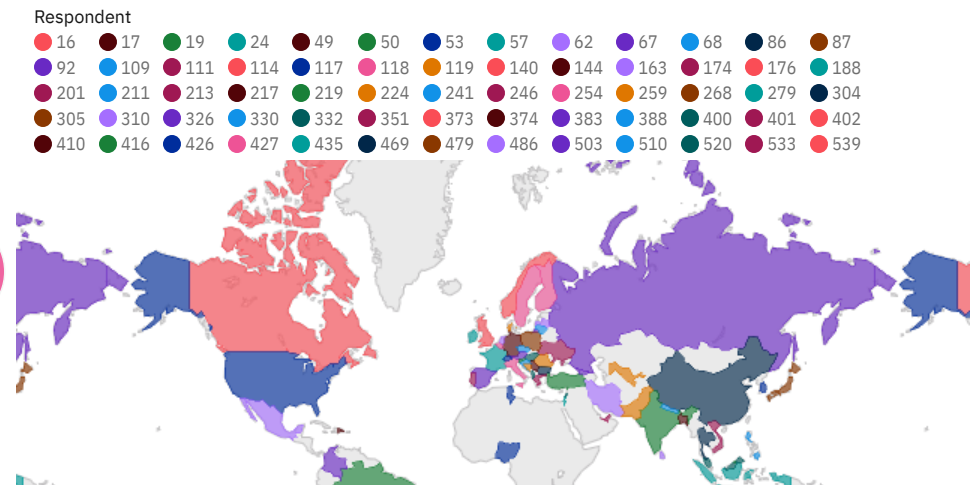 Respondent
16 17 19 24 49 50 53 57 62 67 68 86 87
92 109 111 114 117 118 119 140 144 163 174 176 188
201 211 213 217 219 224 241 246 254 259 268 279 304
305 310 326 330 332 351 373 374 383 388 400 401 402
410 416 426 427 435 469 479 486 503 510 520 533 539